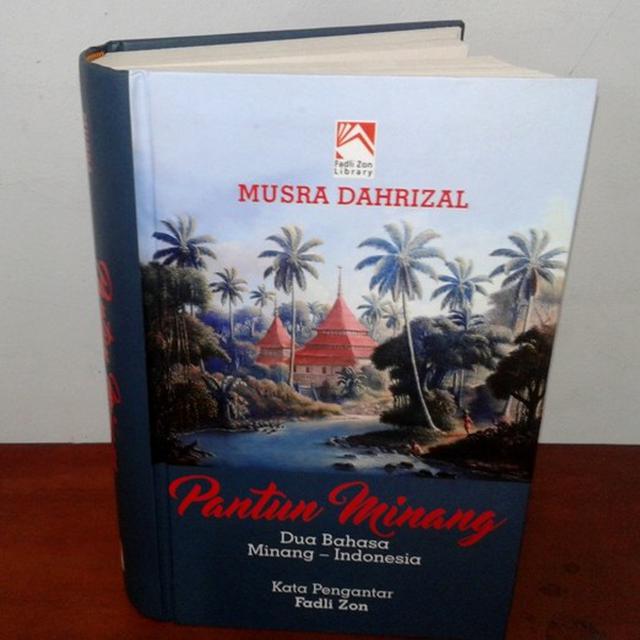 Fadli Zon
Library
MUSRA DAHRIZAL
Pantun Minang
Dua Bahasa
Minang – Indonesia
Kata Pengantar
Fadli Zon